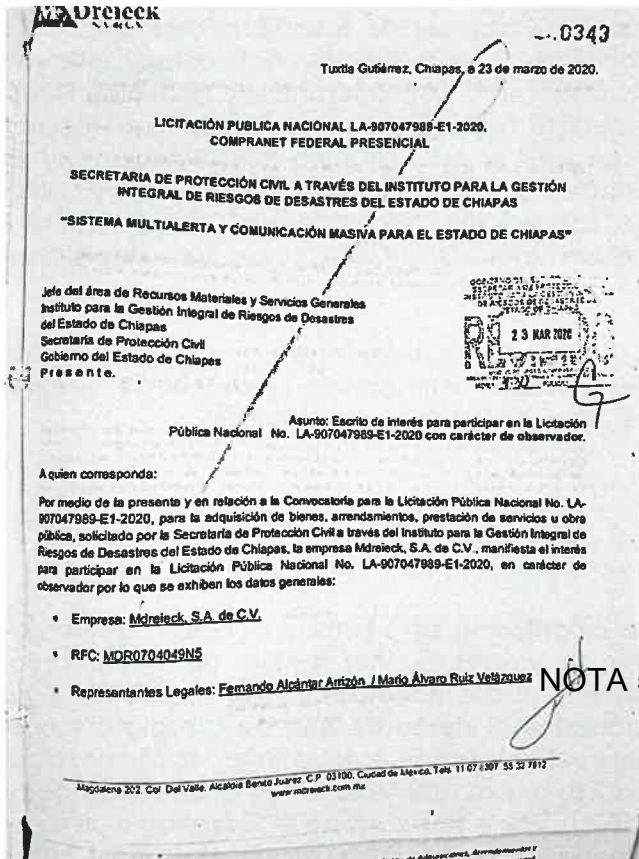 MDreieck
0343
Tuxtla Gutiérrez, Chiapas, a 23 de marzo de 2020.
LICITACIÓN PUBLICA NACIONAL LA-907047989-E1-2020.
COMPRANET FEDERAL PRESENCIAL
SECRETARIA DE PROTECCIÓN CIVIL A TRAVÉS DEL INSTITUTO PARA LA GESTIÓN
INTEGRAL DE RIESGOS DE DESASTRES DEL ESTADO DE CHIAPAS
“SISTEMA MULTIALERTA Y COMUNICACIÓN MASIVA PARA EL ESTADO DE CHIAPAS”
Jefe del área de Recursos Materiales y Servicios Generales
Instituto para la Gestión Integral de Riesgos de Desastres
del Estado de Chiapas
Secretaría de Protección Civil
Gobierno del Estado de Chiapas
Presente.
23 MAR 2020
Asunto: Escrito de interés para participar en la Licitación
Pública Nacional No. LA-907047989-E1-2020 con carácter de observador.
A quien corresponda:
Por medio de la presente y en relación a la Convocatoria para la Licitación Pública Nacional No. LA-
907047989-E1-2020, para la adquisición de bienes, arrendamientos, prestación de servicios u obra
pública, solicitado por la Secretaría de Protección Civil a través del Instituto para la Gestión Integral de
Riesgos de Desastres del Estado de Chiapas, la empresa Mdreieck, S.A. de C.V., manifiesta el interés
para participar en la Licitación Pública Nacional No. LA-907047989-E1-2020, en carácter de
observador por lo que se exhiben los datos generales:
• Empresa: Mdreieck, S.A. de C.V.
• RFC: MDR0704049N5
• Representantes Legales: Fernando Alcántar Arrizón / Mario Álvaro Ruiz Velázquez NOTA
Magdalena 202, Col. Del Valle, Alcaldía Benito Juárez, C.P. 03100, Ciudad de México, Tels.
www.mdreieck.com.mx
de Adquisiciones, Arrendamientos y